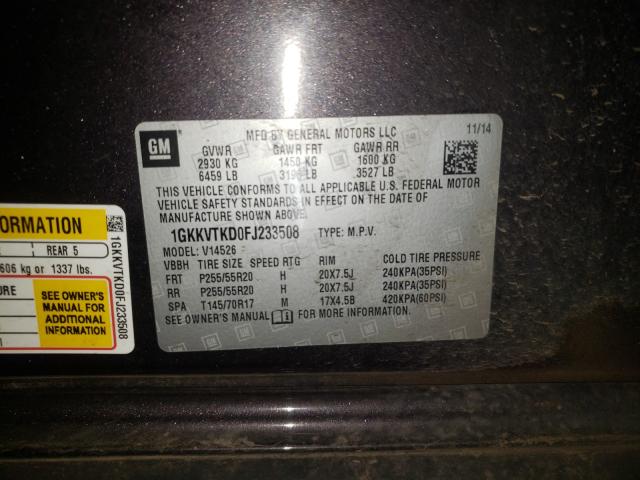 GM
MFD BY GENERAL MOTORS LLC 11/14
GVWR GAWR FRT GAWR RR
2930 KG 1450 KG 1600 KG
6459 LB 3196 LB 3527 LB
THIS VEHICLE CONFORMS TO ALL APPLICABLE U.S. FEDERAL MOTOR
VEHICLE SAFETY STANDARDS IN EFFECT ON THE DATE OF
MANUFACTURE SHOWN ABOVE.
1GKKVTKD0FJ233508 TYPE: M.P.V.
MODEL: V14526
VBBH TIRE SIZE SPEED RTG RIM COLD TIRE PRESSURE
FRT P255/55R20 H 20X7.5J 240KPA(35PSI)
RR P255/55R20 H 20X7.5J 240KPA(35PSI)
SPA T145/70R17 M 17X4.5B 420KPA(60PSI)
SEE OWNER'S MANUAL FOR MORE INFORMATION.
FORMATION
REAR 5
606 kg or 1337 lbs.
URE
SEE OWNER'S
MANUAL FOR
ADDITIONAL
INFORMATION
1GKKVTKD0FJ233508